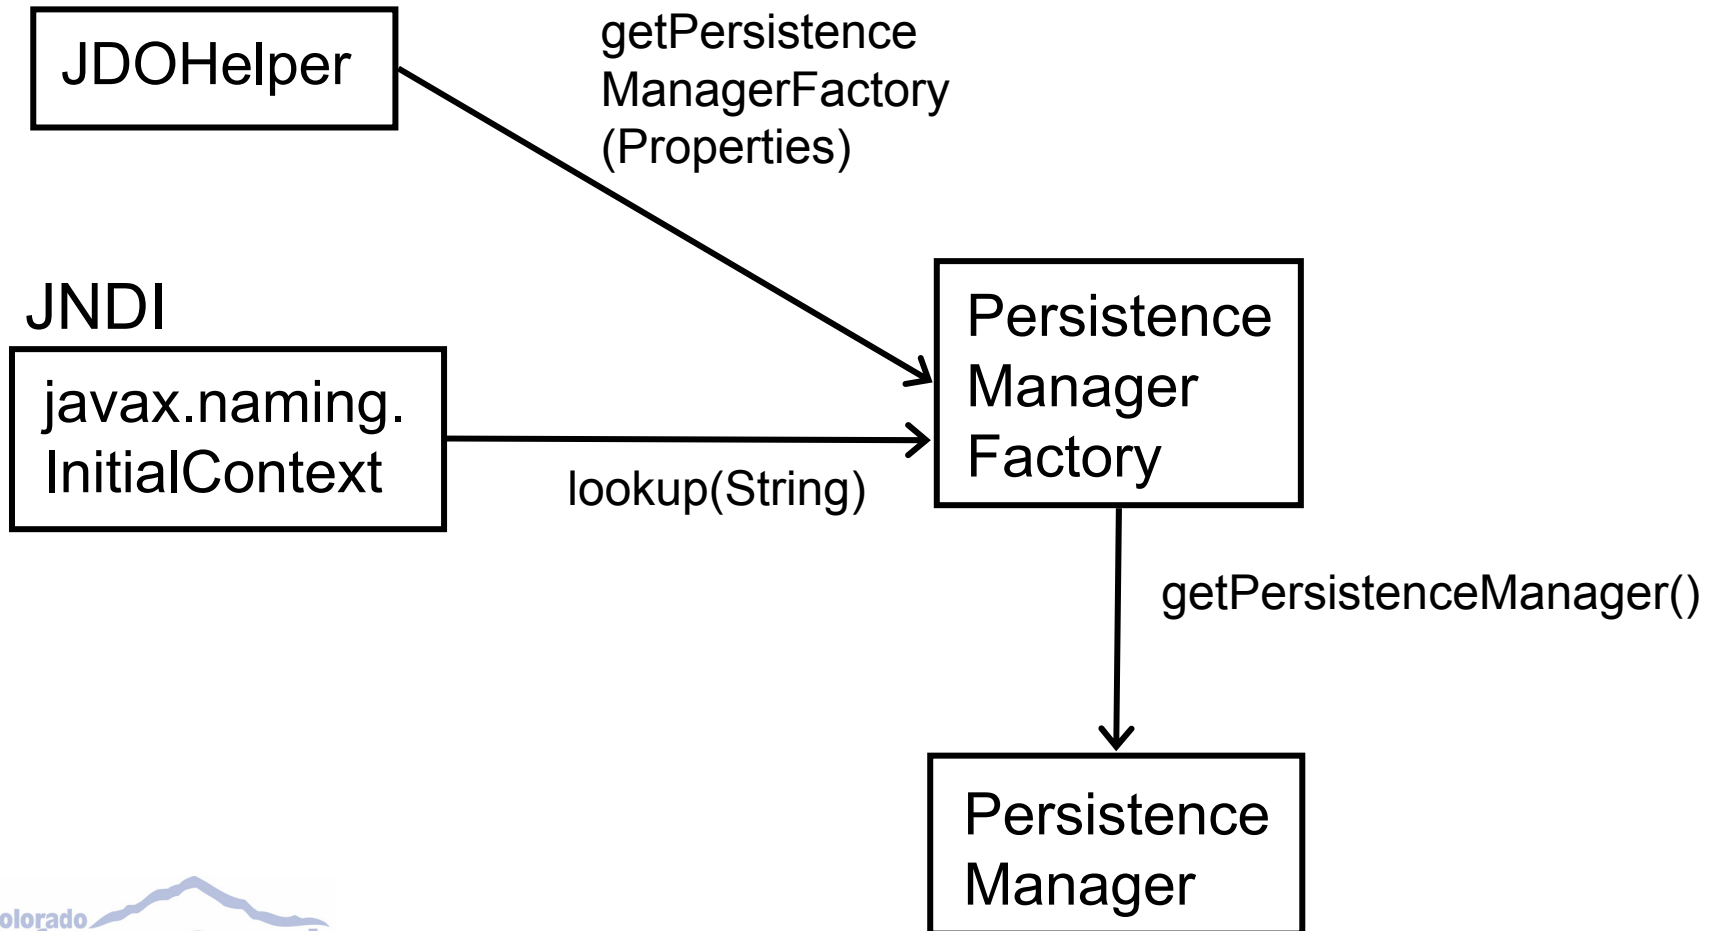 JDOHelper
getPersistence
ManagerFactory
(Properties)
JNDI
javax.naming.
InitialContext
lookup(String)
Persistence
Manager
Factory
getPersistenceManager()
Persistence
Manager
olorado